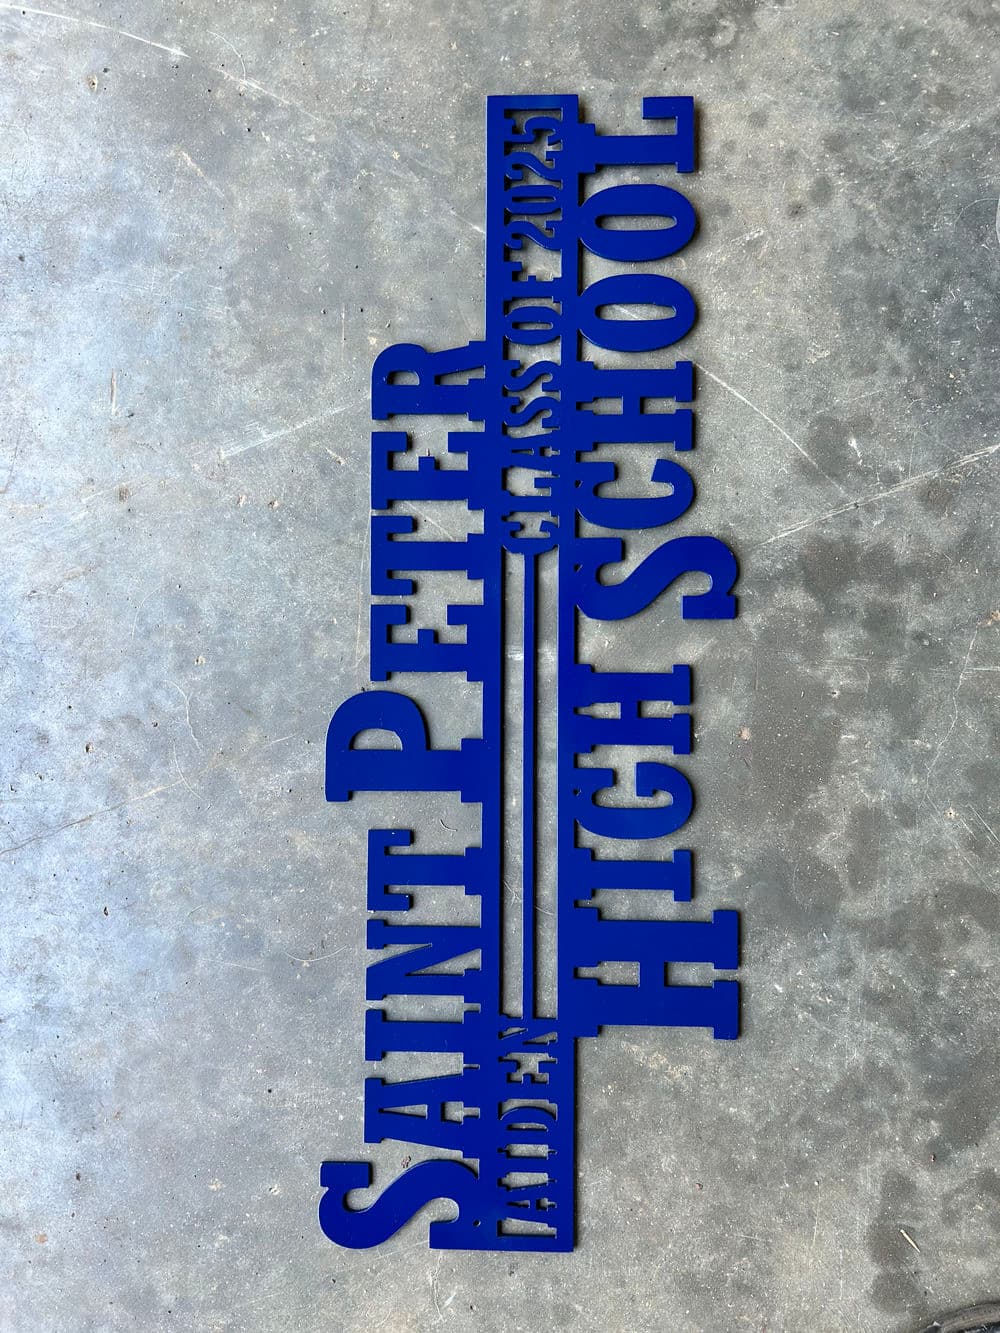 SAINT PETER
AIDEN CLASS OF 2025
HIGH SCHOOL